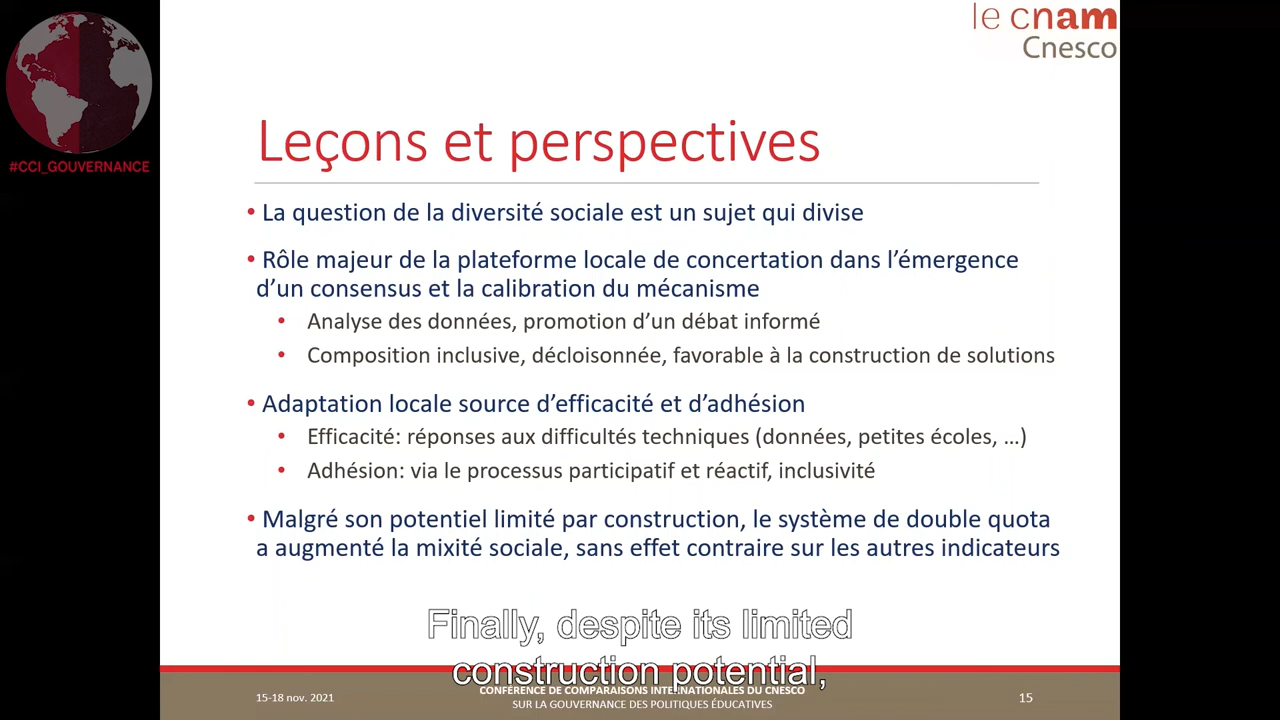 le cnam
Cnesco
#CCI_GOUVERNANCE
Leçons et perspectives
• La question de la diversité sociale est un sujet qui divise
• Rôle majeur de la plateforme locale de concertation dans l’émergence
d’un consensus et la calibration du mécanisme
• Analyse des données, promotion d’un débat informé
• Composition inclusive, décloisonnée, favorable à la construction de solutions
• Adaptation locale source d’efficacité et d’adhésion
• Efficacité: réponses aux difficultés techniques (données, petites écoles, …)
• Adhésion: via le processus participatif et réactif, inclusivité
• Malgré son potentiel limité par construction, le système de double quota
a augmenté la mixité sociale, sans effet contraire sur les autres indicateurs
Finally, despite its limited
construction potential,
15-18 nov. 2021
CONFÉRENCE DE COMPARAISONS INTERNATIONALES DU CNESCO
SUR LA GOUVERNANCE DES POLITIQUES ÉDUCATIVES
15